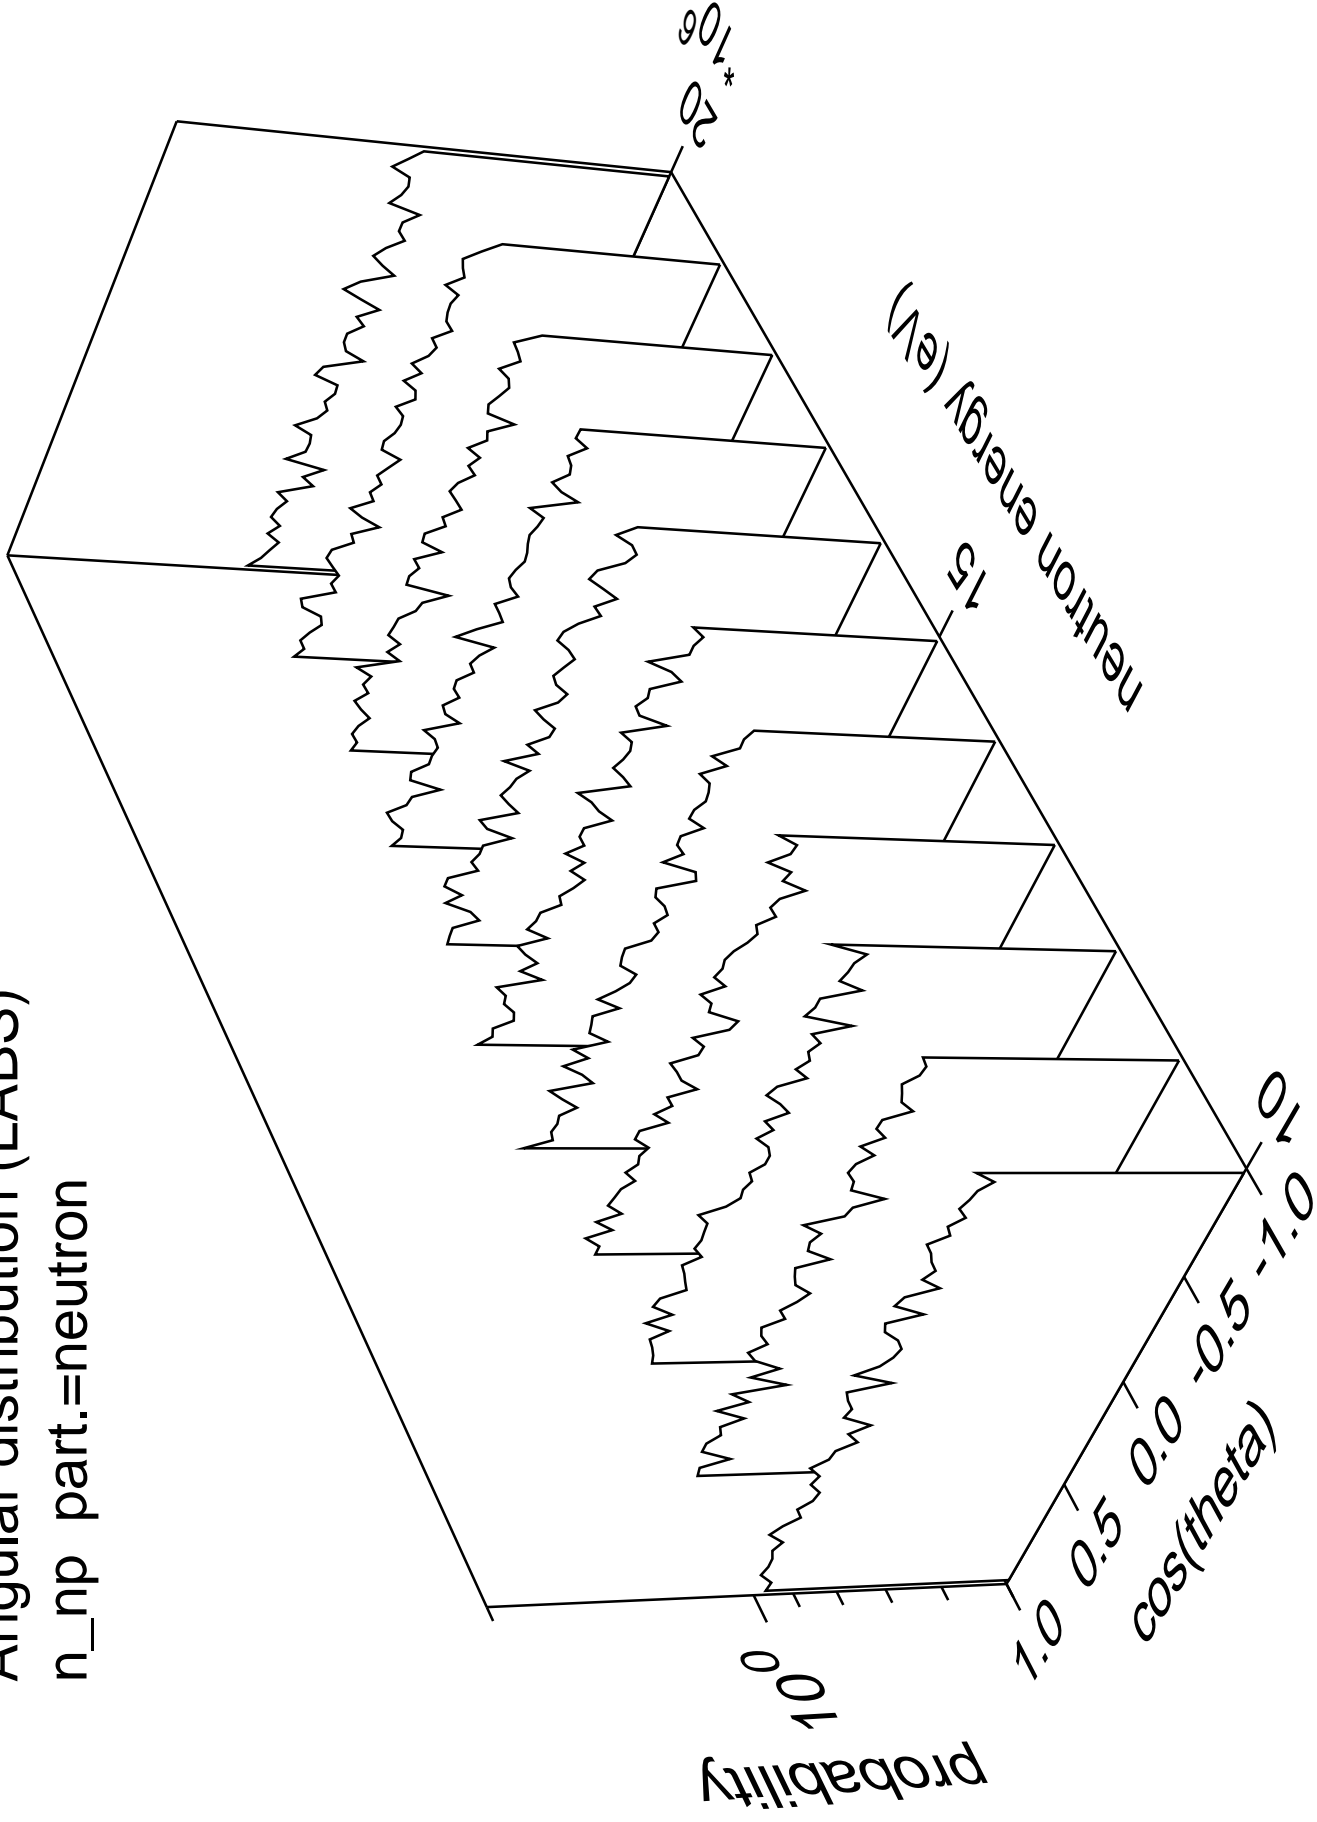 Angular distribution (LABS)
n_np part.=neutron
probability
10 0
1.0 0.5 0.0 -0.5 -1.0
cos(theta)
10 15 20 *10 6
neutron energy (eV)